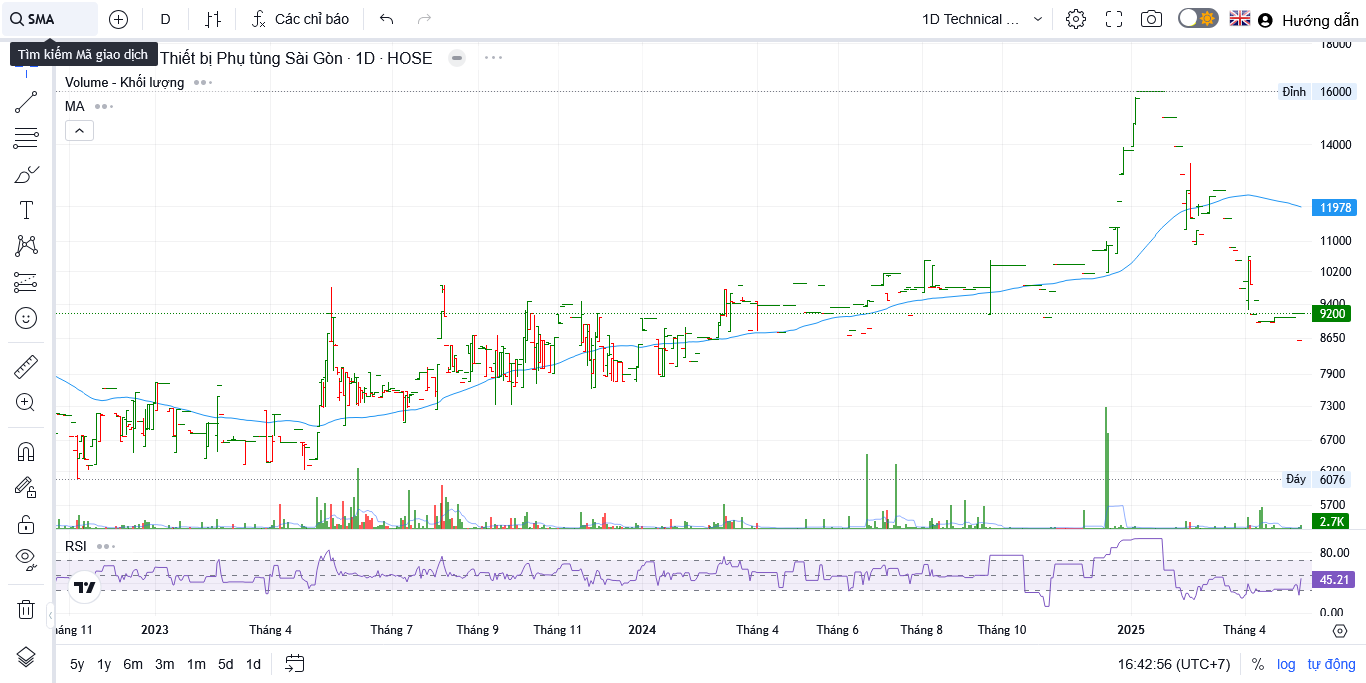 SMA D Các chỉ báo 1D Technical ... Hướng dẫn
Tìm kiếm Mã giao dịch Thiết bị Phụ tùng Sài Gòn · 1D · HOSE
Volume - Khối lượng
MA
18000
Đỉnh 16000
14000
11978
11000
10200
9400
9200
8650
7900
7300
6700
6200
Đáy 6076
5700
2.7K
RSI
80.00
45.21
0.00
háng 11 2023 Tháng 4 Tháng 7 Tháng 9 Tháng 11 2024 Tháng 4 Tháng 6 Tháng 8 Tháng 10 2025 Tháng 4
5y 1y 6m 3m 1m 5d 1d 16:42:56 (UTC+7) % log tự động